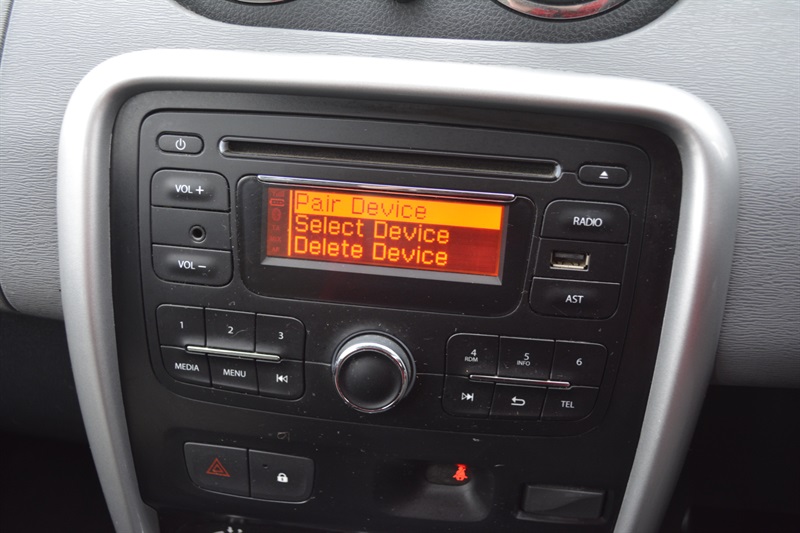 VOL +
VOL –
Pair Device
Select Device
Delete Device
RADIO
AST
1
2
3
MEDIA
MENU
4
RDM
5
INFO
6
TEL